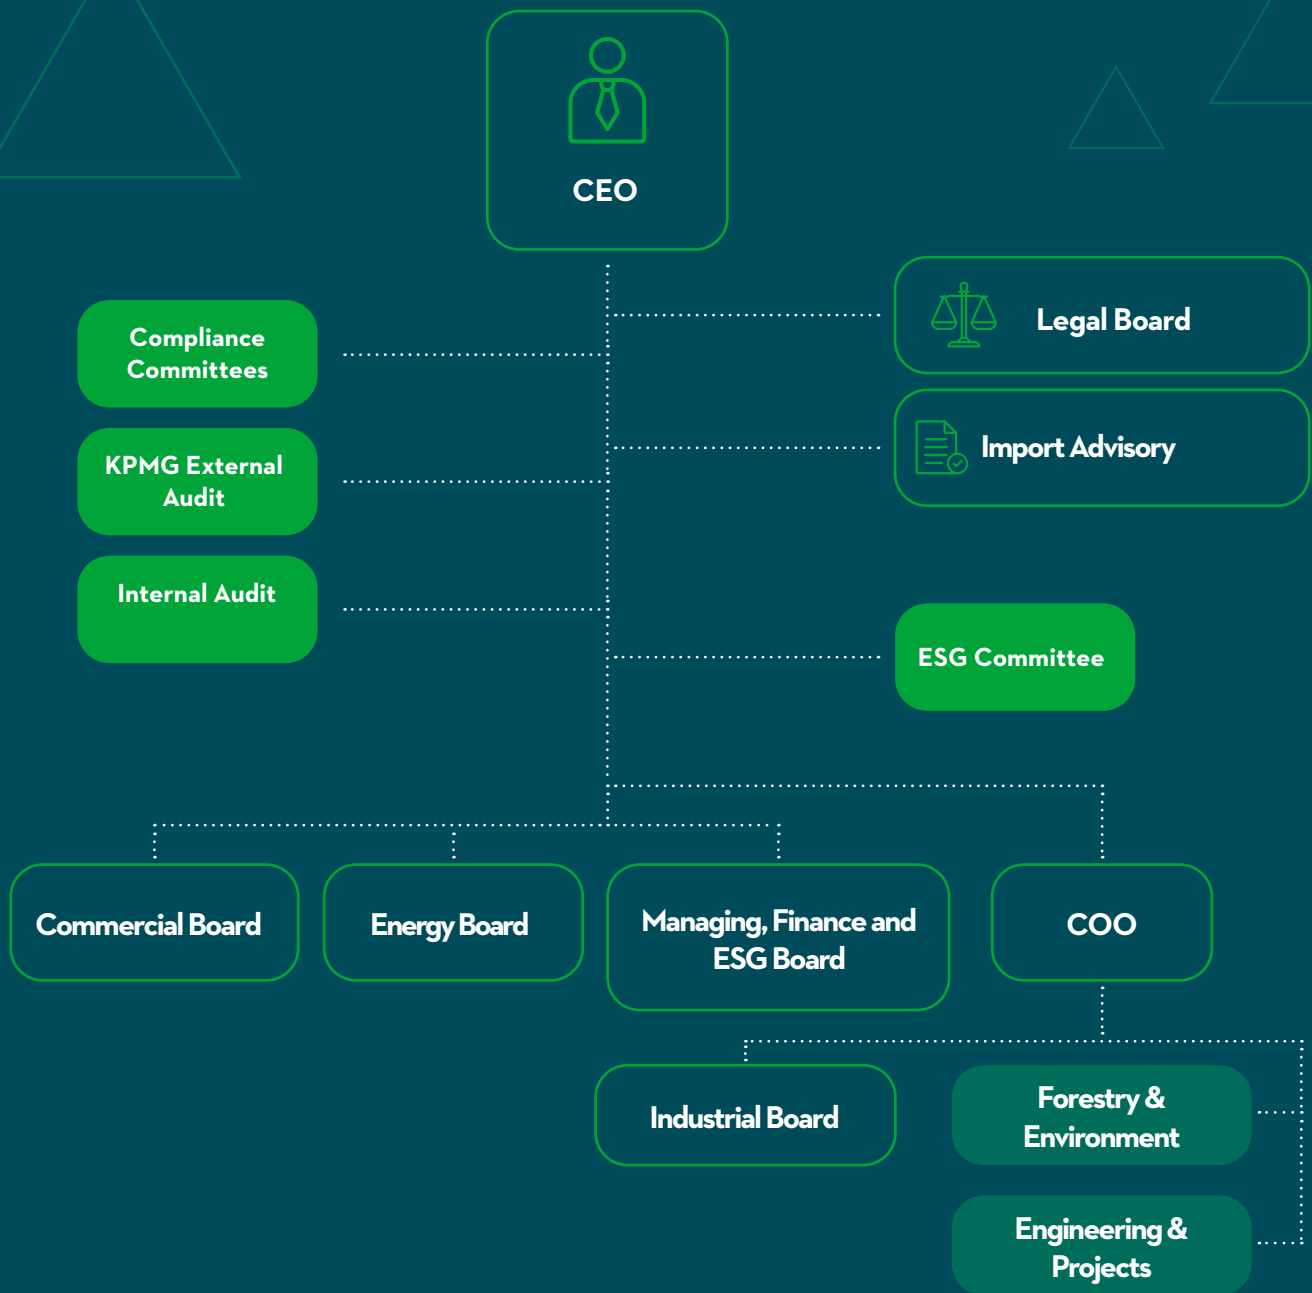 CEO
Legal Board
Compliance
Committees
Import Advisory
KPMG External
Audit
Internal Audit
ESG Committee
Commercial Board
Energy Board
Managing, Finance and
ESG Board
COO
Industrial Board
Forestry &
Environment
Engineering &
Projects